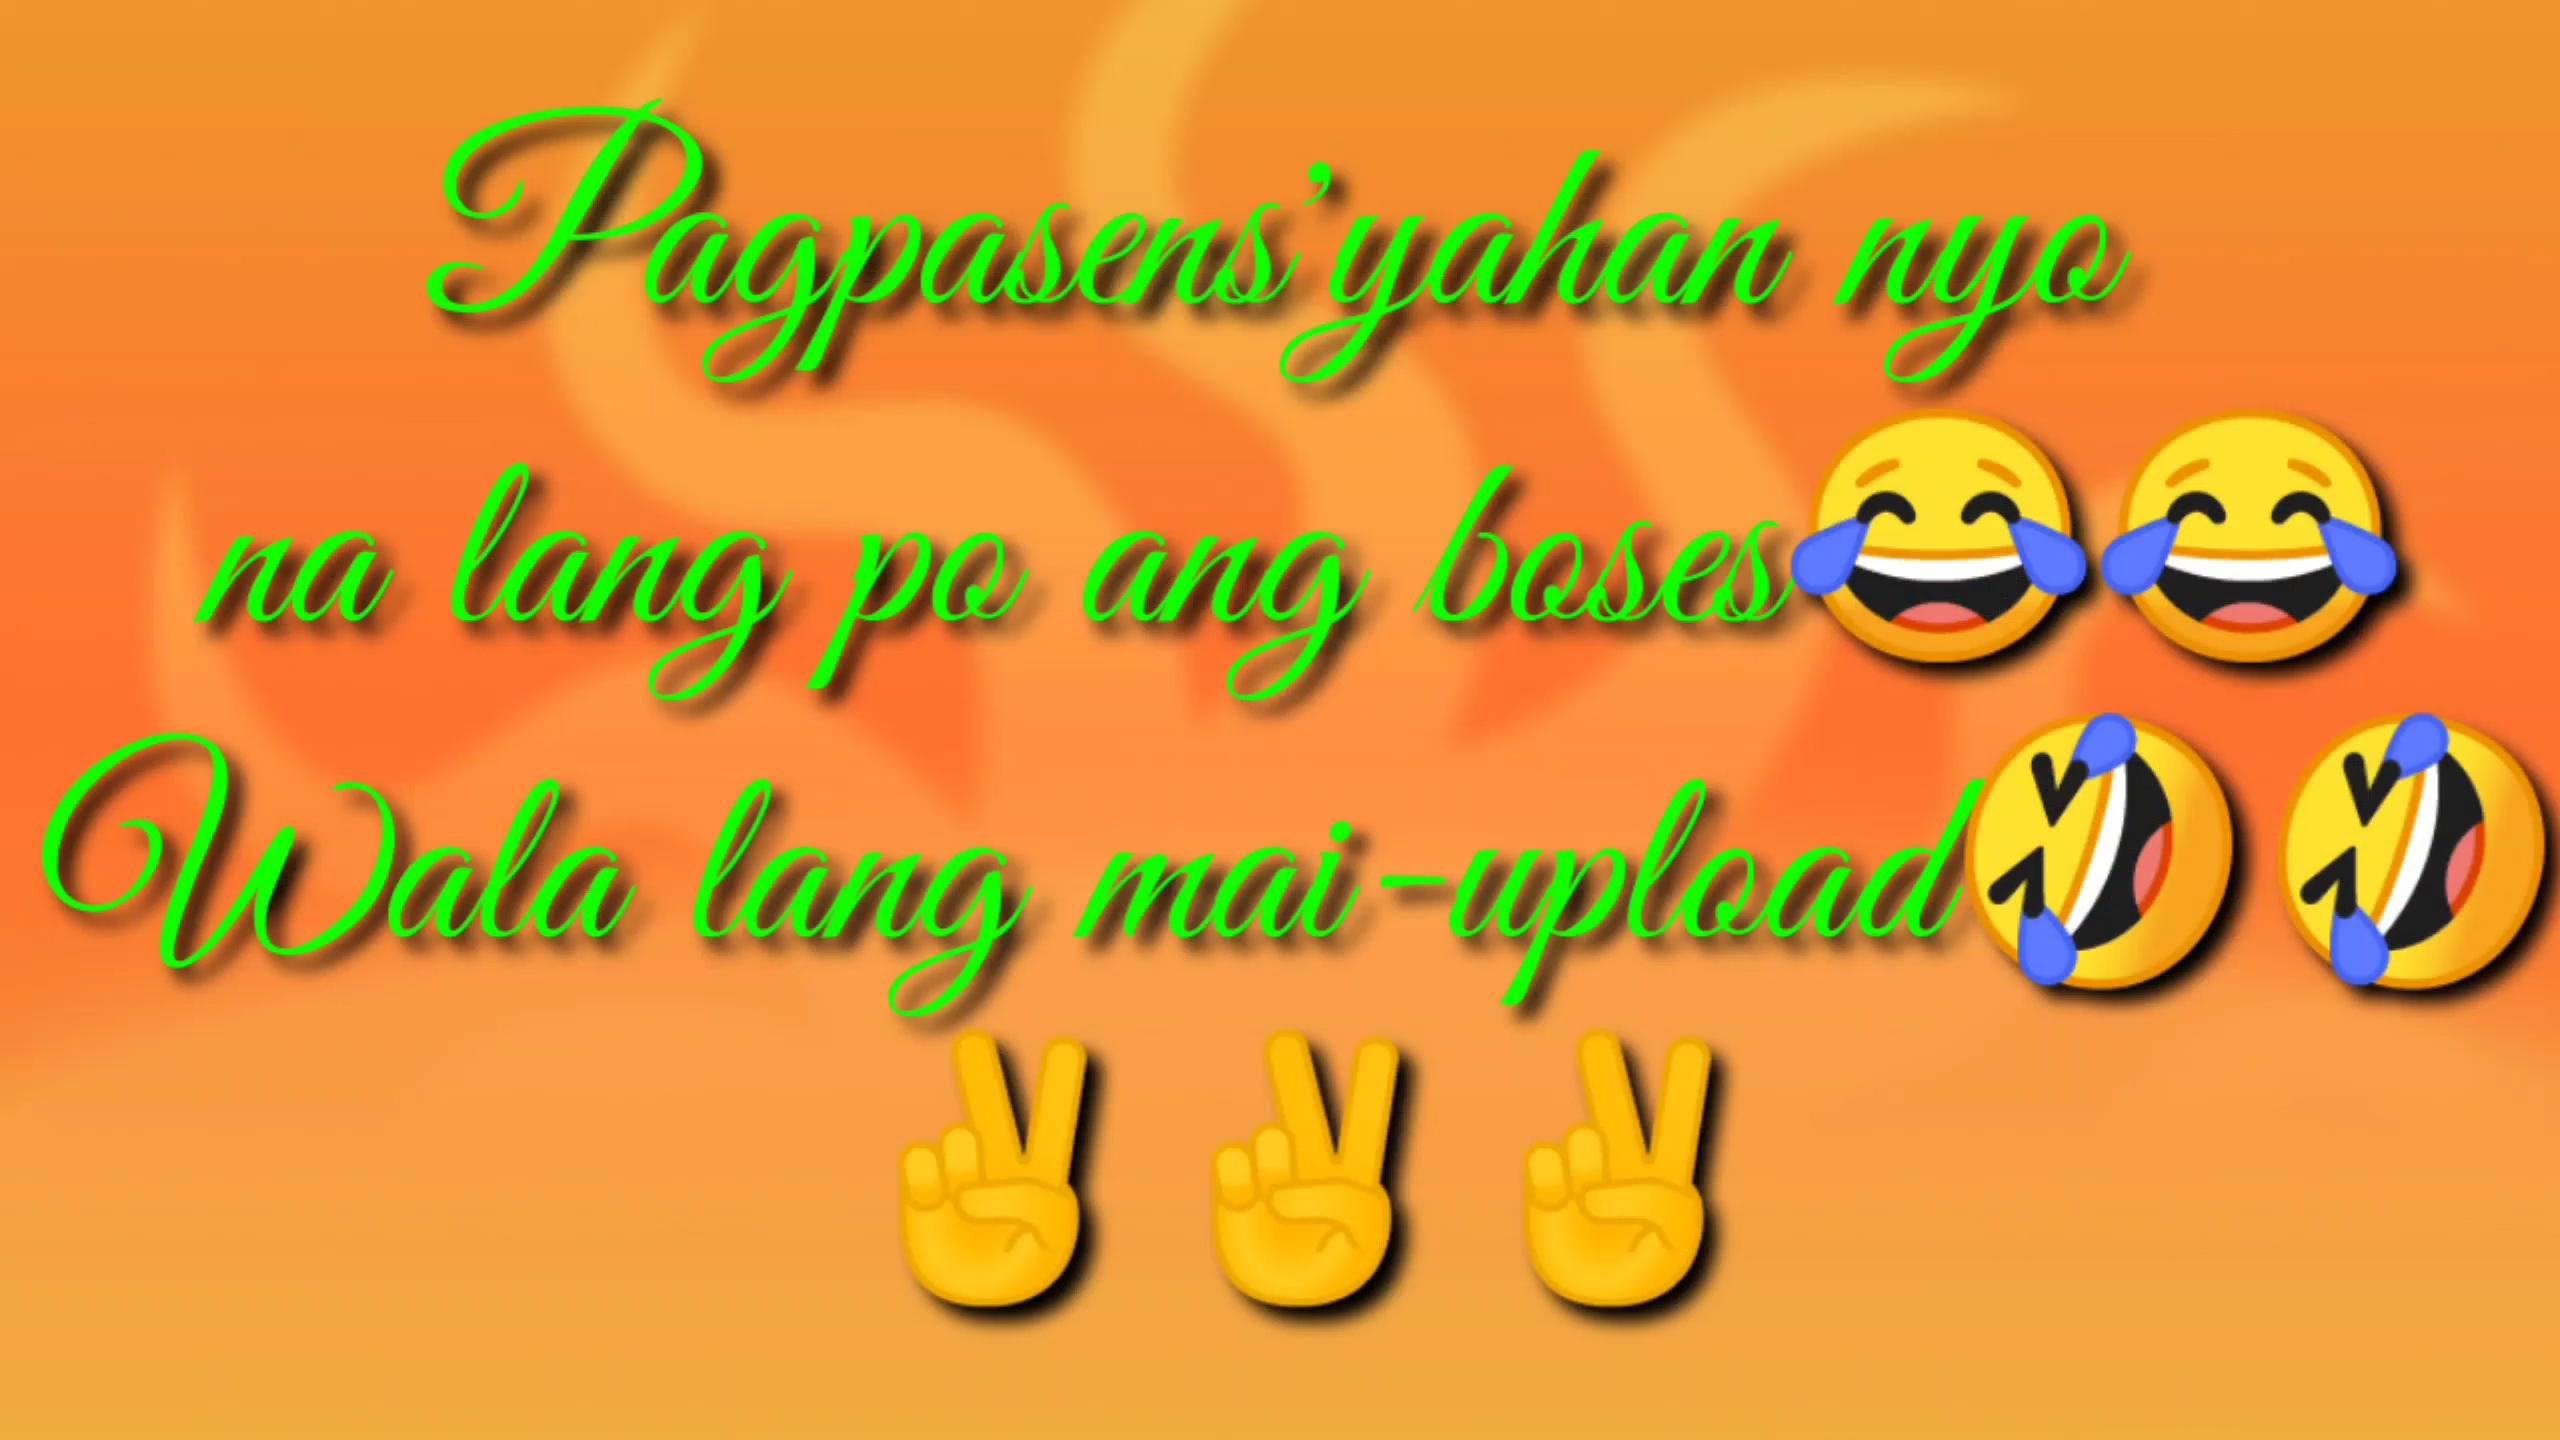 Pagpasens'yahan nyo
na lang po ang boses😂😂
Wala lang mai-upload🤣🤣
✌✌✌